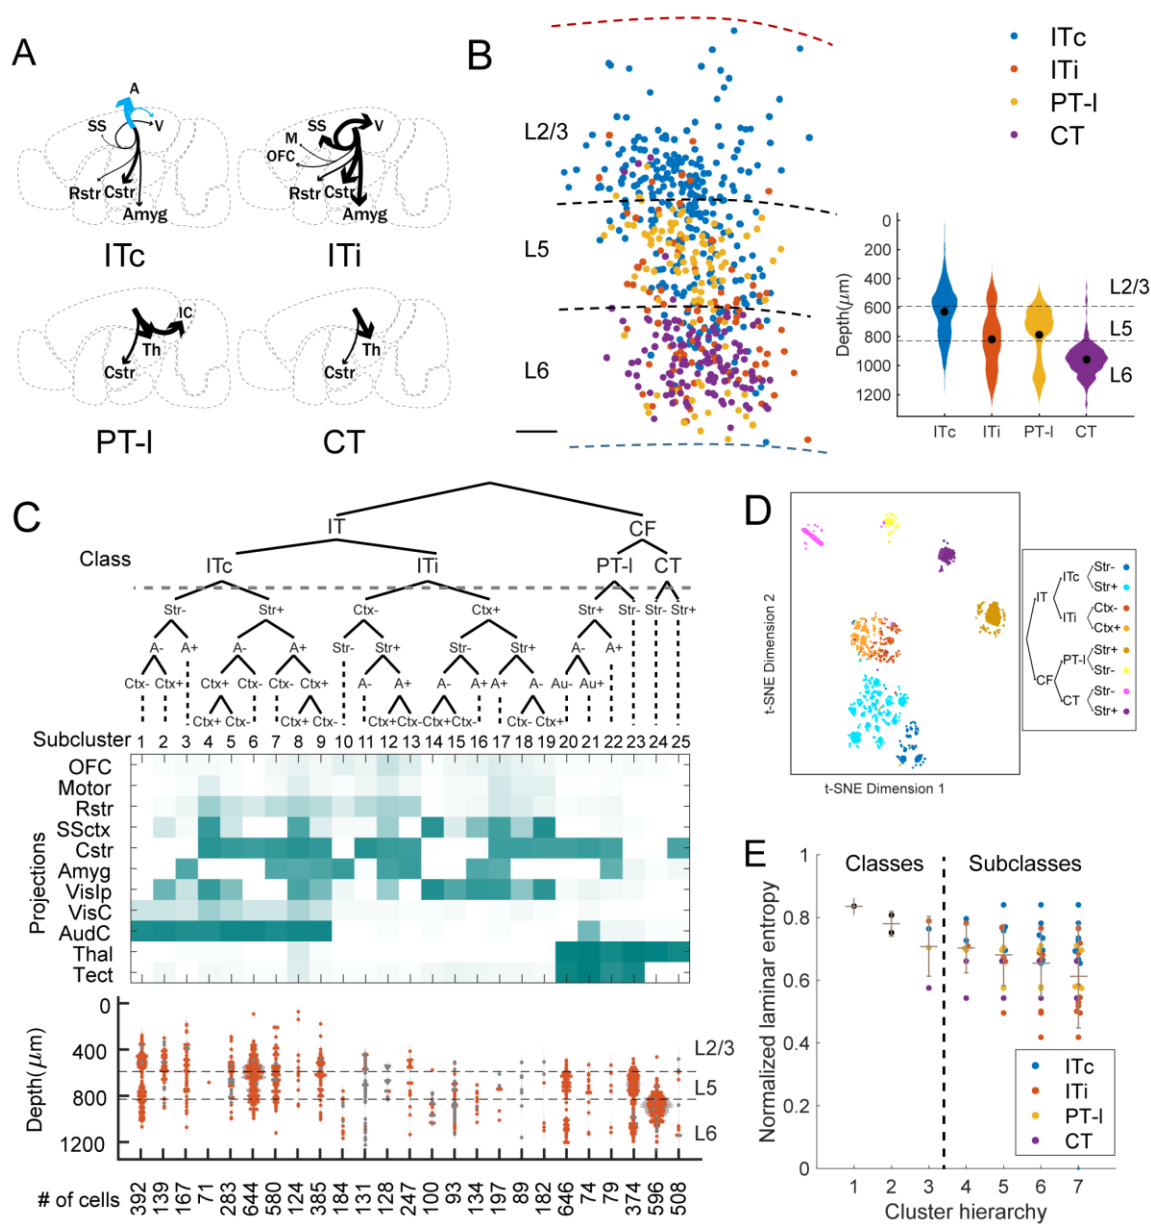 A
A
SS
V
Rstr
Cstr
Amyg
ITc
SS
V
M
OFC
Rstr
Cstr
Amyg
ITi
IC
Th
Cstr
PT-l
Th
Cstr
CT
B
L2/3
L5
L6
ITc
ITi
PT-l
CT
0
200
400
600
800
1000
1200
Depth(μm)
L2/3
L5
L6
ITc ITi PT-l CT
C
IT CF
Class
ITc ITi PT-l CT
Str- Str+ Ctx- Ctx+ Str+ Str- Str- Str+
A- A+ A- A+ Str- Str+ Str- Str+ A- A+
Ctx- Ctx+ Ctx+ Ctx- Ctx- Ctx+ A- A+ A- A+ A+ A- Au- Au+
Ctx+ Ctx- Ctx+ Ctx- Ctx+ Ctx- Ctx+ Ctx- Ctx- Ctx+
Subcluster 1 2 3 4 5 6 7 8 9 10 11 12 13 14 15 16 17 18 19 20 21 22 23 24 25
Projections
OFC
Motor
Rstr
SSctx
Cstr
Amyg
VisIp
VisC
AudC
Thal
Tect
Depth(μm)
0
400
800
1200
L2/3
L5
L6
# of cells 392 139 167 71 283 644 580 124 385 184 131 128 247 100 93 134 197 89 182 646 74 79 374 596 508
D
t-SNE Dimension 2
t-SNE Dimension 1
IT
CF
ITc
ITi
PT-l
CT
Str-
Str+
Ctx-
Ctx+
Str+
Str-
Str-
Str+
E
Classes Subclasses
Normalized laminar entropy
1
0.8
0.6
0.4
0.2
0
1 2 3 4 5 6 7
Cluster hierarchy
ITc
ITi
PT-l
CT